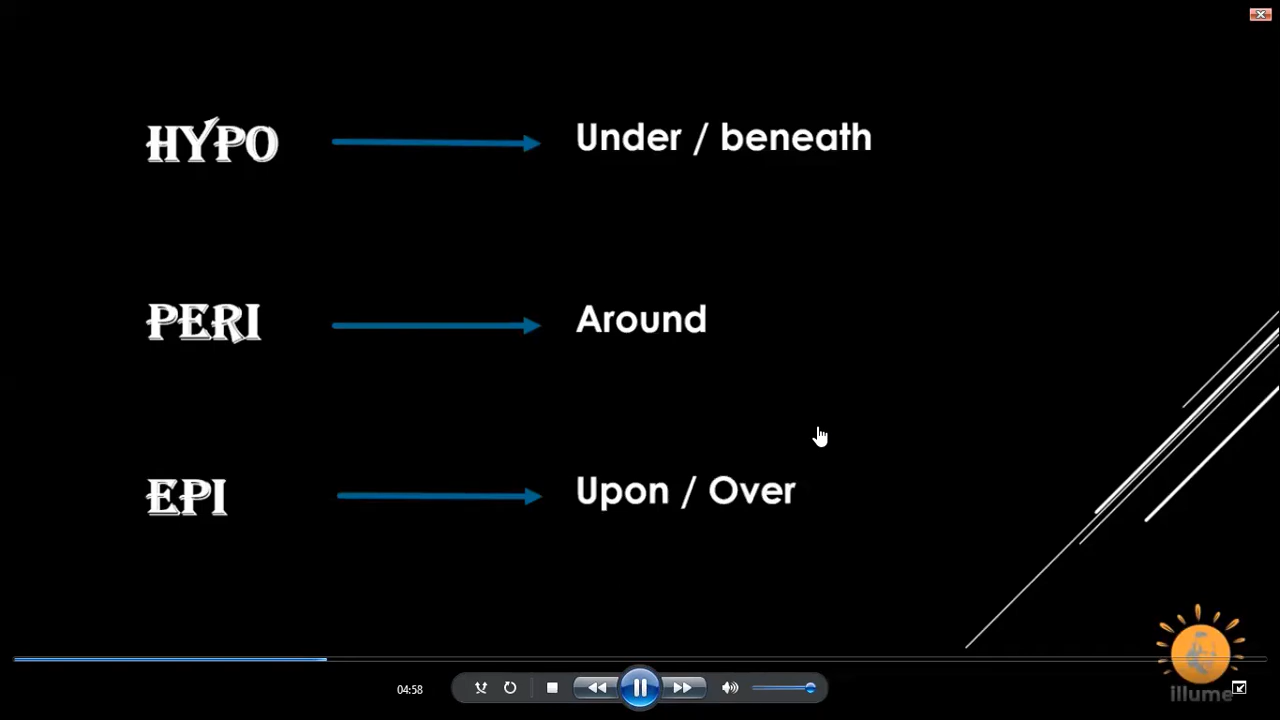 HYPO Under / beneath
PERI Around
EPI Upon / Over
04:58
illume